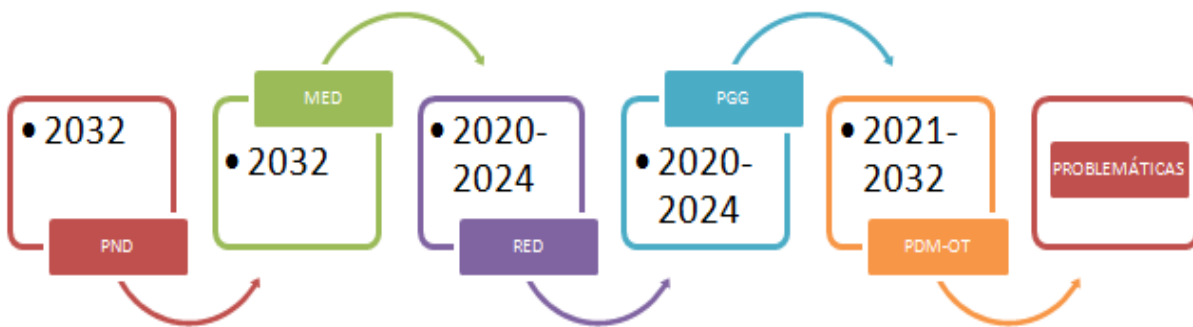 • 2032
PND
MED
• 2032
• 2020-
2024
RED
PGG
• 2020-
2024
• 2021-
2032
PDM-OT
PROBLEMÁTICAS